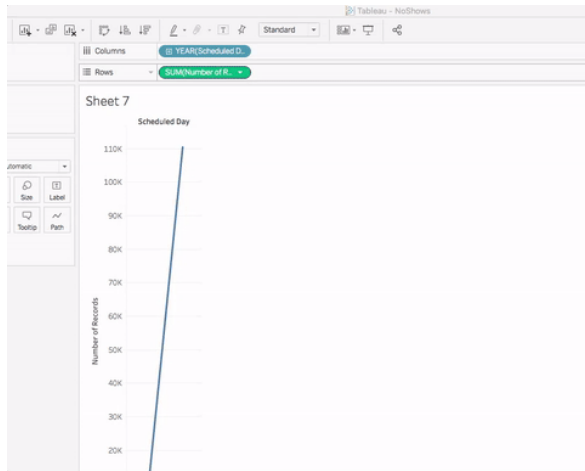 Tableau - NoShows
Standard
Columns
YEAR(Scheduled D..
Rows
SUM(Number of R..
Sheet 7
Scheduled Day
utomatic
Size
Label
Tooltip
Path
110K
100K
90K
80K
70K
60K
50K
40K
30K
20K
Number of Records